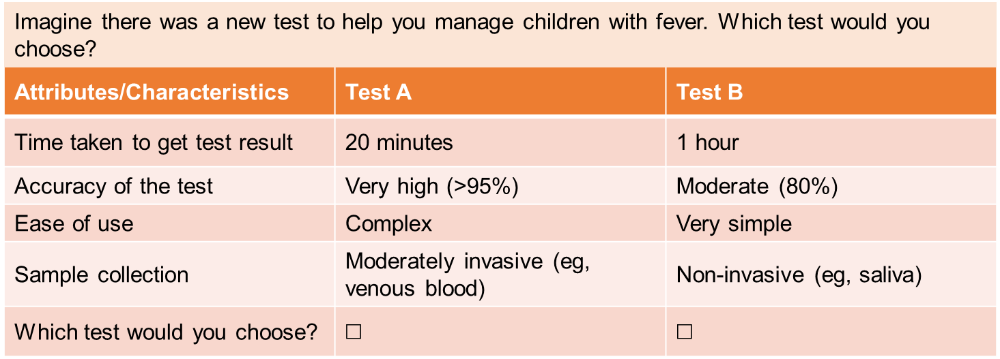 Imagine there was a new test to help you manage children with fever. Which test would you
choose?
Attributes/Characteristics Test A Test B
Time taken to get test result 20 minutes 1 hour
Accuracy of the test Very high (>95%) Moderate (80%)
Ease of use Complex Very simple
Sample collection Moderately invasive (eg, venous blood) Non-invasive (eg, saliva)
Which test would you choose? ☐ ☐